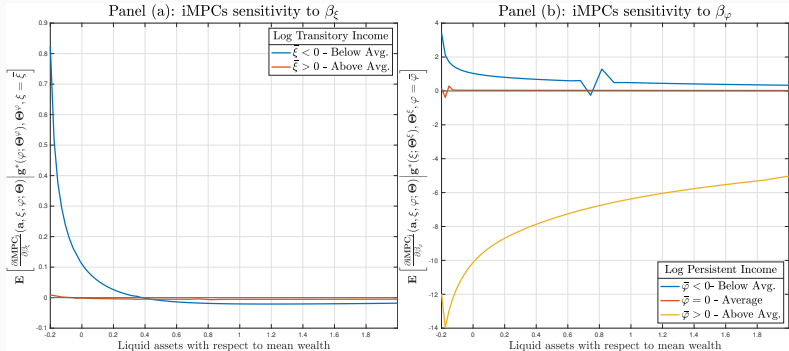 Panel (a): iMPCs sensitivity to β_ξ
Log Transitory Income
ξ̄ < 0 - Below Avg.
ξ̄ > 0 - Above Avg.
0.9
0.8
0.7
0.6
0.5
0.4
0.3
0.2
0.1
0
-0.1
-0.2 0 0.2 0.4 0.6 0.8 1 1.2 1.4 1.6 1.8
Liquid assets with respect to mean wealth
Panel (b): iMPCs sensitivity to β_φ
4
2
0
-2
-4
-6
-8
-10
-12
-14
Log Persistent Income
φ̄ < 0 - Below Avg.
φ̄ = 0 - Average
φ̄ > 0 - Above Avg.
-0.2 0 0.2 0.4 0.6 0.8 1 1.2 1.4 1.6 1.8
Liquid assets with respect to mean wealth